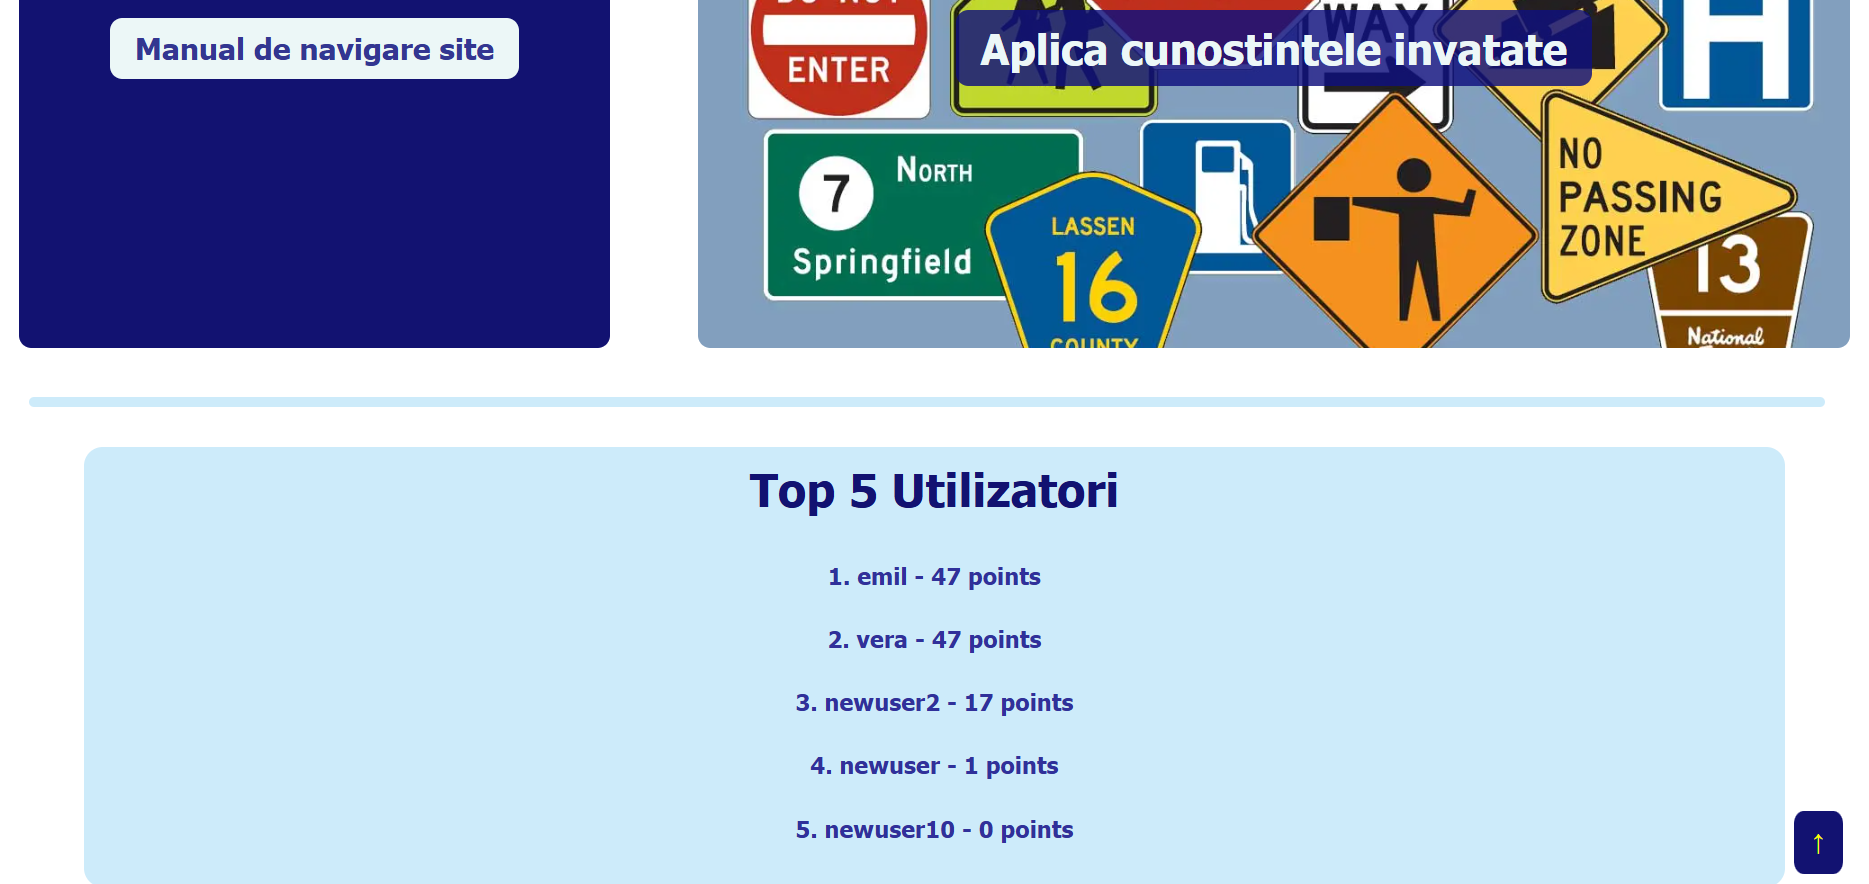 Manual de navigare site
ENTER
WAY
Aplica cunostintele invatate
H
7 NORTH
Springfield
LASSEN
16
COUNTY
NO
PASSING
ZONE
13
National
Top 5 Utilizatori
1. emil - 47 points
2. vera - 47 points
3. newuser2 - 17 points
4. newuser - 1 points
5. newuser10 - 0 points
↑